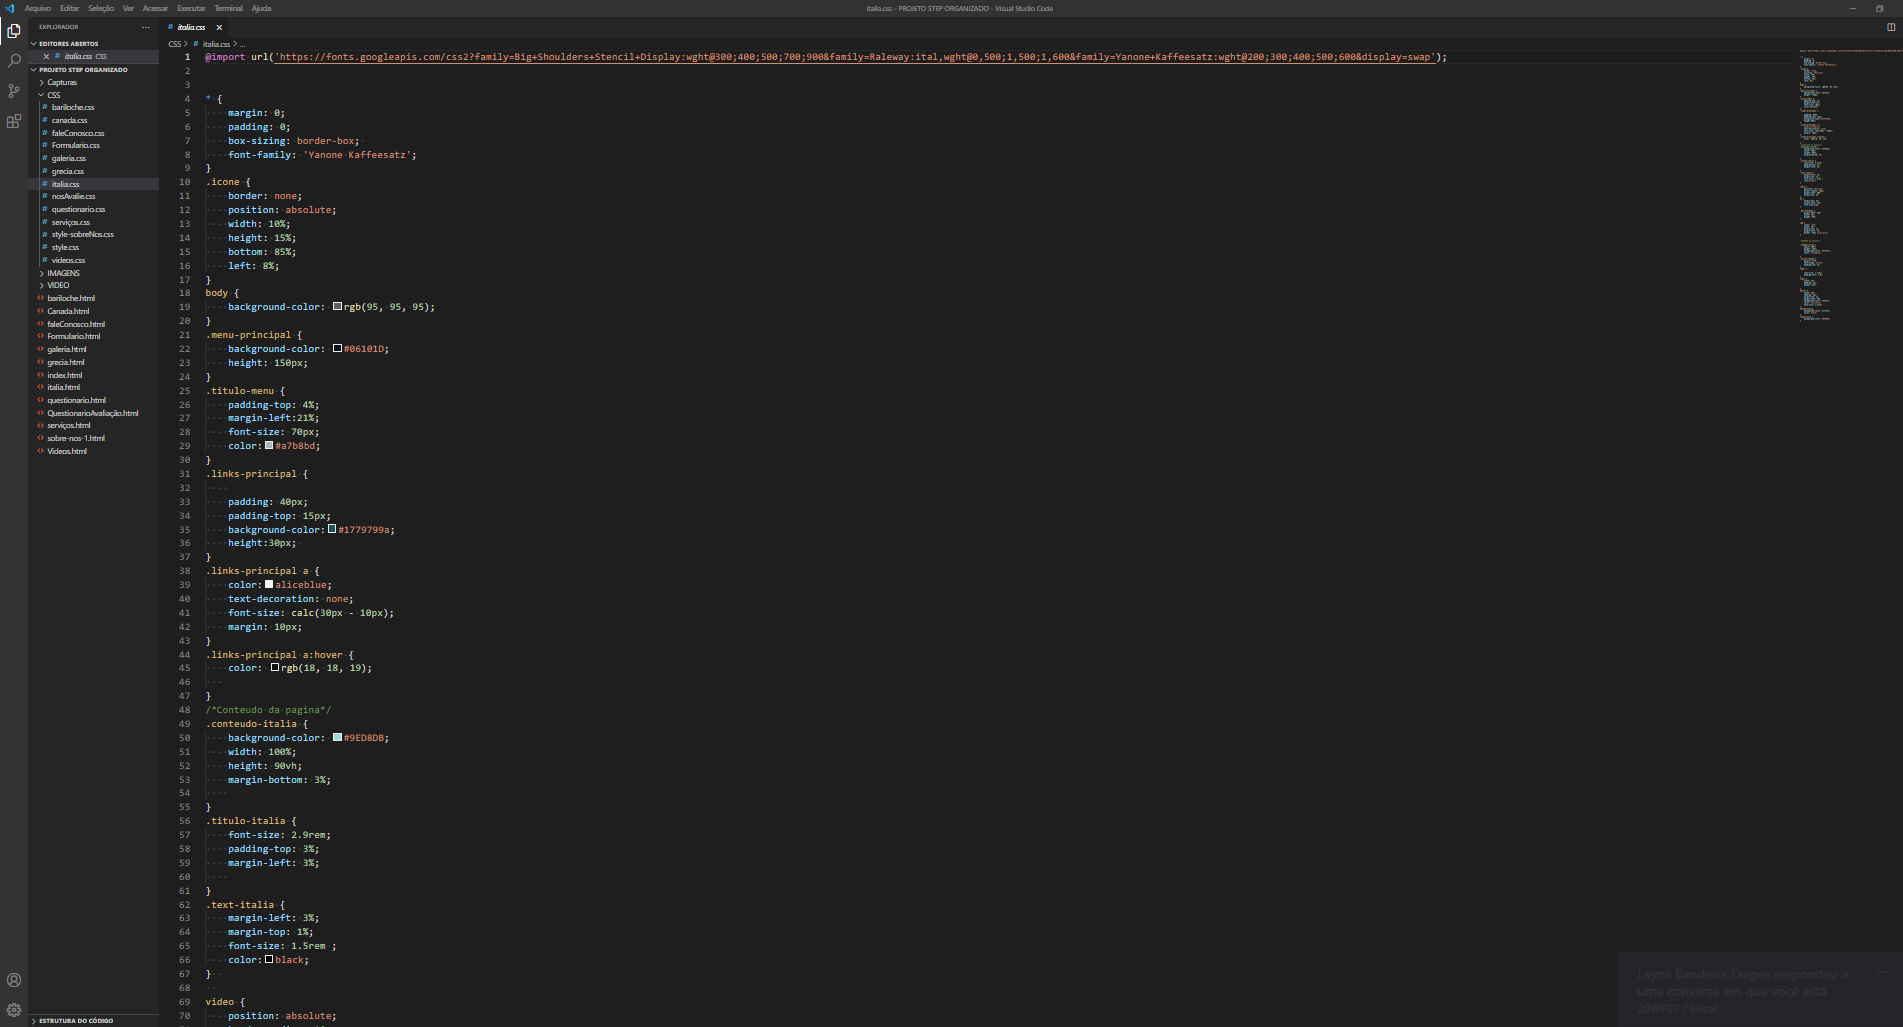 Arquivo Editar Seleção Ver Acessar Executar Terminal Ajuda
italia.css - PROJETO STEP ORGANIZADO - Visual Studio Code
EXPLORADOR ...
EDITORES ABERTOS
# italia.css CSS
PROJETO STEP ORGANIZADO
Capturas
CSS
# bariloche.css
# canada.css
# faleConosco.css
# Formulario.css
# galeria.css
# grecia.css
# italia.css
# nosAvalie.css
# questionario.css
# serviços.css
# style-sobreNos.css
# style.css
# videos.css
IMAGENS
VIDEO
<> bariloche.html
<> Canada.html
<> faleConosco.html
<> Formulario.html
<> galeria.html
<> grecia.html
<> index.html
<> italia.html
<> questionario.html
<> QuestionarioAvaliação.html
<> serviços.html
<> sobre-nos-1.html
<> Videos.html
ESTRUTURA DO CÓDIGO
# italia.css
CSS > # italia.css > ...
1 @import url('https://fonts.googleapis.com/css2?family=Big+Shoulders+Stencil+Display:wght@300;400;500;700;900&family=Raleway:ital,wght@0,500;1,500;1,600&family=Yanone+Kaffeesatz:wght@200;300;400;500;600&display=swap');
2
3
4 * {
5 margin: 0;
6 padding: 0;
7 box-sizing: border-box;
8 font-family: 'Yanone Kaffeesatz';
9 }
10 .icone {
11 border: none;
12 position: absolute;
13 width: 10%;
14 height: 15%;
15 bottom: 85%;
16 left: 8%;
17 }
18 body {
19 background-color: rgb(95, 95, 95);
20 }
21 .menu-principal {
22 background-color: #06101D;
23 height: 150px;
24 }
25 .titulo-menu {
26 padding-top: 4%;
27 margin-left:21%;
28 font-size: 70px;
29 color: #a7b8bd;
30 }
31 .links-principal {
32
33 padding: 40px;
34 padding-top: 15px;
35 background-color: #1779799a;
36 height:30px;
37 }
38 .links-principal a {
39 color: aliceblue;
40 text-decoration: none;
41 font-size: calc(30px - 10px);
42 margin: 10px;
43 }
44 .links-principal a:hover {
45 color: rgb(18, 18, 19);
46
47 }
48 /*Conteudo da pagina*/
49 .conteudo-italia {
50 background-color: #9ED8DB;
51 width: 100%;
52 height: 90vh;
53 margin-bottom: 3%;
54
55 }
56 .titulo-italia {
57 font-size: 2.9rem;
58 padding-top: 3%;
59 margin-left: 3%;
60
61 }
62 .text-italia {
63 margin-left: 3%;
64 margin-top: 1%;
65 font-size: 1.5rem ;
66 color: black;
67 }
68
69 video {
70 position: absolute;
Layna Bandeira Diepes respondeu a
uma conversa em que você está
20WPS7 / Geral